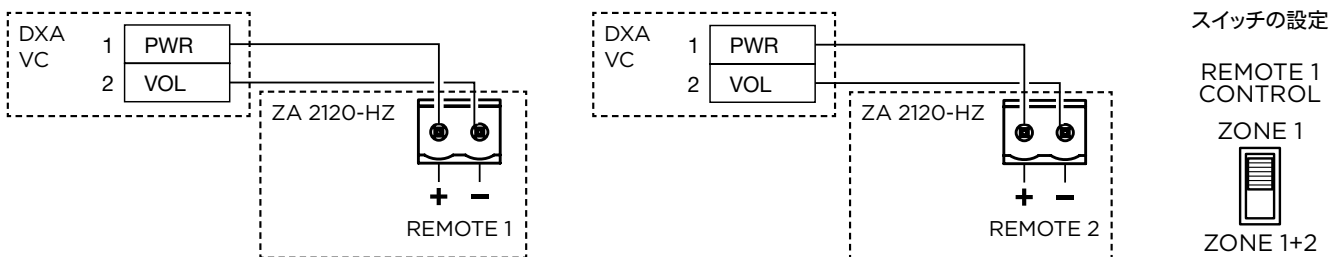 DXA
VC
1 PWR
2 VOL
ZA 2120-HZ
+ −
REMOTE 1
DXA
VC
1 PWR
2 VOL
ZA 2120-HZ
+ −
REMOTE 2
スイッチの設定
REMOTE 1
CONTROL
ZONE 1
ZONE 1+2